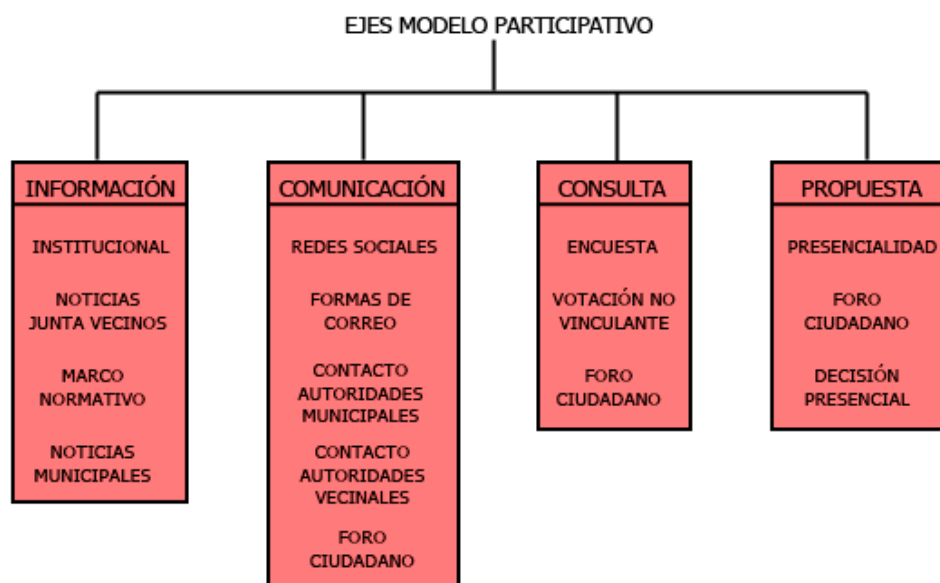 EJES MODELO PARTICIPATIVO
INFORMACIÓN
INSTITUCIONAL
NOTICIAS
JUNTA VECINOS
MARCO
NORMATIVO
NOTICIAS
MUNICIPALES
COMUNICACIÓN
REDES SOCIALES
FORMAS DE
CORREO
CONTACTO
AUTORIDADES
MUNICIPALES
CONTACTO
AUTORIDADES
VECINALES
FORO
CIUDADANO
CONSULTA
ENCUESTA
VOTACIÓN NO
VINCULANTE
FORO
CIUDADANO
PROPUESTA
PRESENCIALIDAD
FORO
CIUDADANO
DECISIÓN
PRESENCIAL